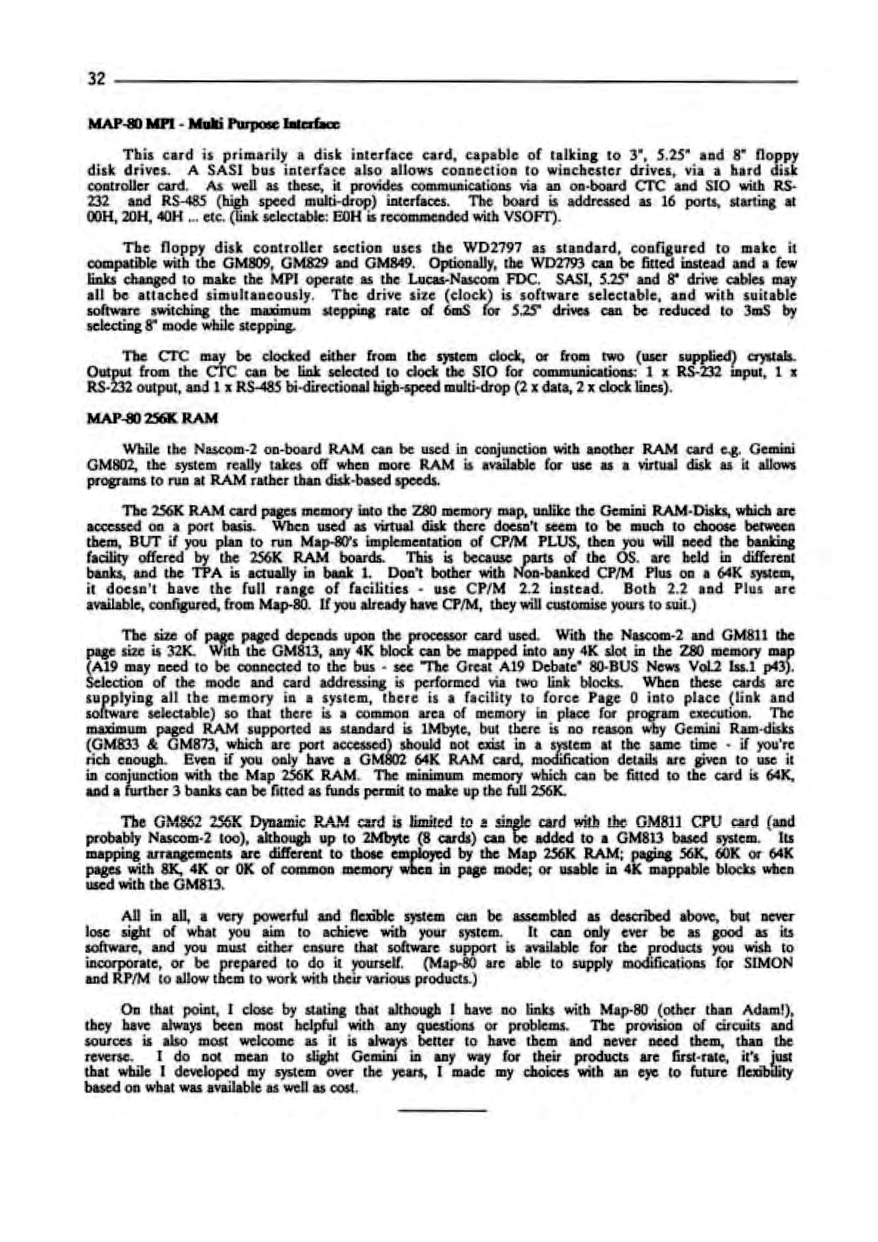 32
MAP-80 MPI - Multi Purpose Interface
This card is primarily a disk interface card, capable of talking to 3", 5.25" and 8" floppy
disk drives. A SASI bus interface also allows connection to winchester drives, via a hard disk
controller card. As well as these, it provides communications via an on-board CTC and SIO with RS-
232 and RS-485 (high speed multi-drop) interfaces. The board is addressed as 16 ports, starting at
00H, 20H, 40H ... etc. (link selectable: E0H is recommended with VSOFT).
The floppy disk controller section uses the WD2797 as standard, configured to make it
compatible with the GM809, GM829 and GM849. Optionally, the WD2793 can be fitted instead and a few
links changed to make the MPI operate as the Lucas-Nascom FDC. SASI, 5.25" and 8" drive cables may
all be attached simultaneously. The drive size (clock) is software selectable, and with suitable
software switching the maximum stepping rate of 6mS for 5.25" drives can be reduced to 3mS by
selecting 8" mode while stepping.
The CTC may be clocked either from the system clock, or from two (user supplied) crystals.
Output from the CTC can be link selected to clock the SIO for communications: 1 x RS-232 input, 1 x
RS-232 output, and 1 x RS-485 bi-directional high-speed multi-drop (2 x data, 2 x clock lines).
MAP-80 256K RAM
While the Nascom-2 on-board RAM can be used in conjunction with another RAM card e.g. Gemini
GM802, the system really takes off when more RAM is available for use as a virtual disk as it allows
programs to run at RAM rather than disk-based speeds.
The 256K RAM card pages memory into the Z80 memory map, unlike the Gemini RAM-Disks, which are
accessed on a port basis. When used as virtual disk there doesn't seem to be much to choose between
them, BUT if you plan to run Map-80's implementation of CP/M PLUS, then you will need the banking
facility offered by the 256K RAM boards. This is because parts of the OS. are held in different
banks, and the TPA is actually in bank 1. Don't bother with Non-banked CP/M Plus on a 64K system,
it doesn't have the full range of facilities - use CP/M 2.2 instead. Both 2.2 and Plus are
available, configured, from Map-80. If you already have CP/M, they will customise yours to suit.)
The size of page paged depends upon the processor card used. With the Nascom-2 and GM811 the
page size is 32K. With the GM813, any 4K block can be mapped into any 4K slot in the Z80 memory map
(A19 may need to be connected to the bus - see "The Great A19 Debate" 80-BUS News Vol.2 Iss.1 p43).
Selection of the mode and card addressing is performed via two link blocks. When these cards are
supplying all the memory in a system, there is a facility to force Page 0 into place (link and
software selectable) so that there is a common area of memory in place for program execution. The
maximum paged RAM supported as standard is 1Mbyte, but there is no reason why Gemini Ram-disks
(GM833 & GM873, which are port accessed) should not exist in a system at the same time - if you're
rich enough. Even if you only have a GM802 64K RAM card, modification details are given to use it
in conjunction with the Map 256K RAM. The minimum memory which can be fitted to the card is 64K,
and a further 3 banks can be fitted as funds permit to make up the full 256K.
The GM862 256K Dynamic RAM card is limited to a single card with the GM811 CPU card (and
probably Nascom-2 too), although up to 2Mbyte (8 cards) can be added to a GM813 based system. Its
mapping arrangements are different to those employed by the Map 256K RAM; paging 56K, 60K or 64K
pages with 8K, 4K or 0K of common memory when in page mode; or usable in 4K mappable blocks when
used with the GM813.
All in all, a very powerful and flexible system can be assembled as described above, but never
lose sight of what you aim to achieve with your system. It can only ever be as good as its
software, and you must either ensure that software support is available for the products you wish to
incorporate, or be prepared to do it yourself. (Map-80 are able to supply modifications for SIMON
and RP/M to allow them to work with their various products.)
On that point, I close by stating that although I have no links with Map-80 (other than Adam!),
they have always been most helpful with any questions or problems. The provision of circuits and
sources is also most welcome as it is always better to have them and never need them, than the
reverse. I do not mean to slight Gemini in any way for their products are first-rate, it's just
that while I developed my system over the years, I made my choices with an eye to future flexibility
based on what was available as well as cost.